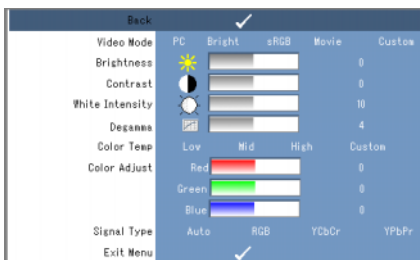 Back
Video Mode PC Bright sRGB Movie Custom
Brightness 0
Contrast 0
White Intensity 10
Degamma 4
Color Temp Low Mid High Custom
Color Adjust Red 0
Green 0
Blue 0
Signal Type Auto RGB YCbCr YPbPr
Exit Menu